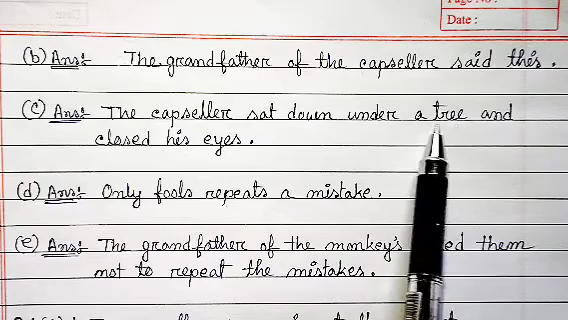 Page No :
Date :
(b) Ans: The grandfather of the capseller said this.
(c) Ans: The capseller sat down under a tree and
closed his eyes.
(d) Ans: Only fools repeats a mistake.
(e) Ans: The grandfather of the monkey's them
not to repeat the mistakes.